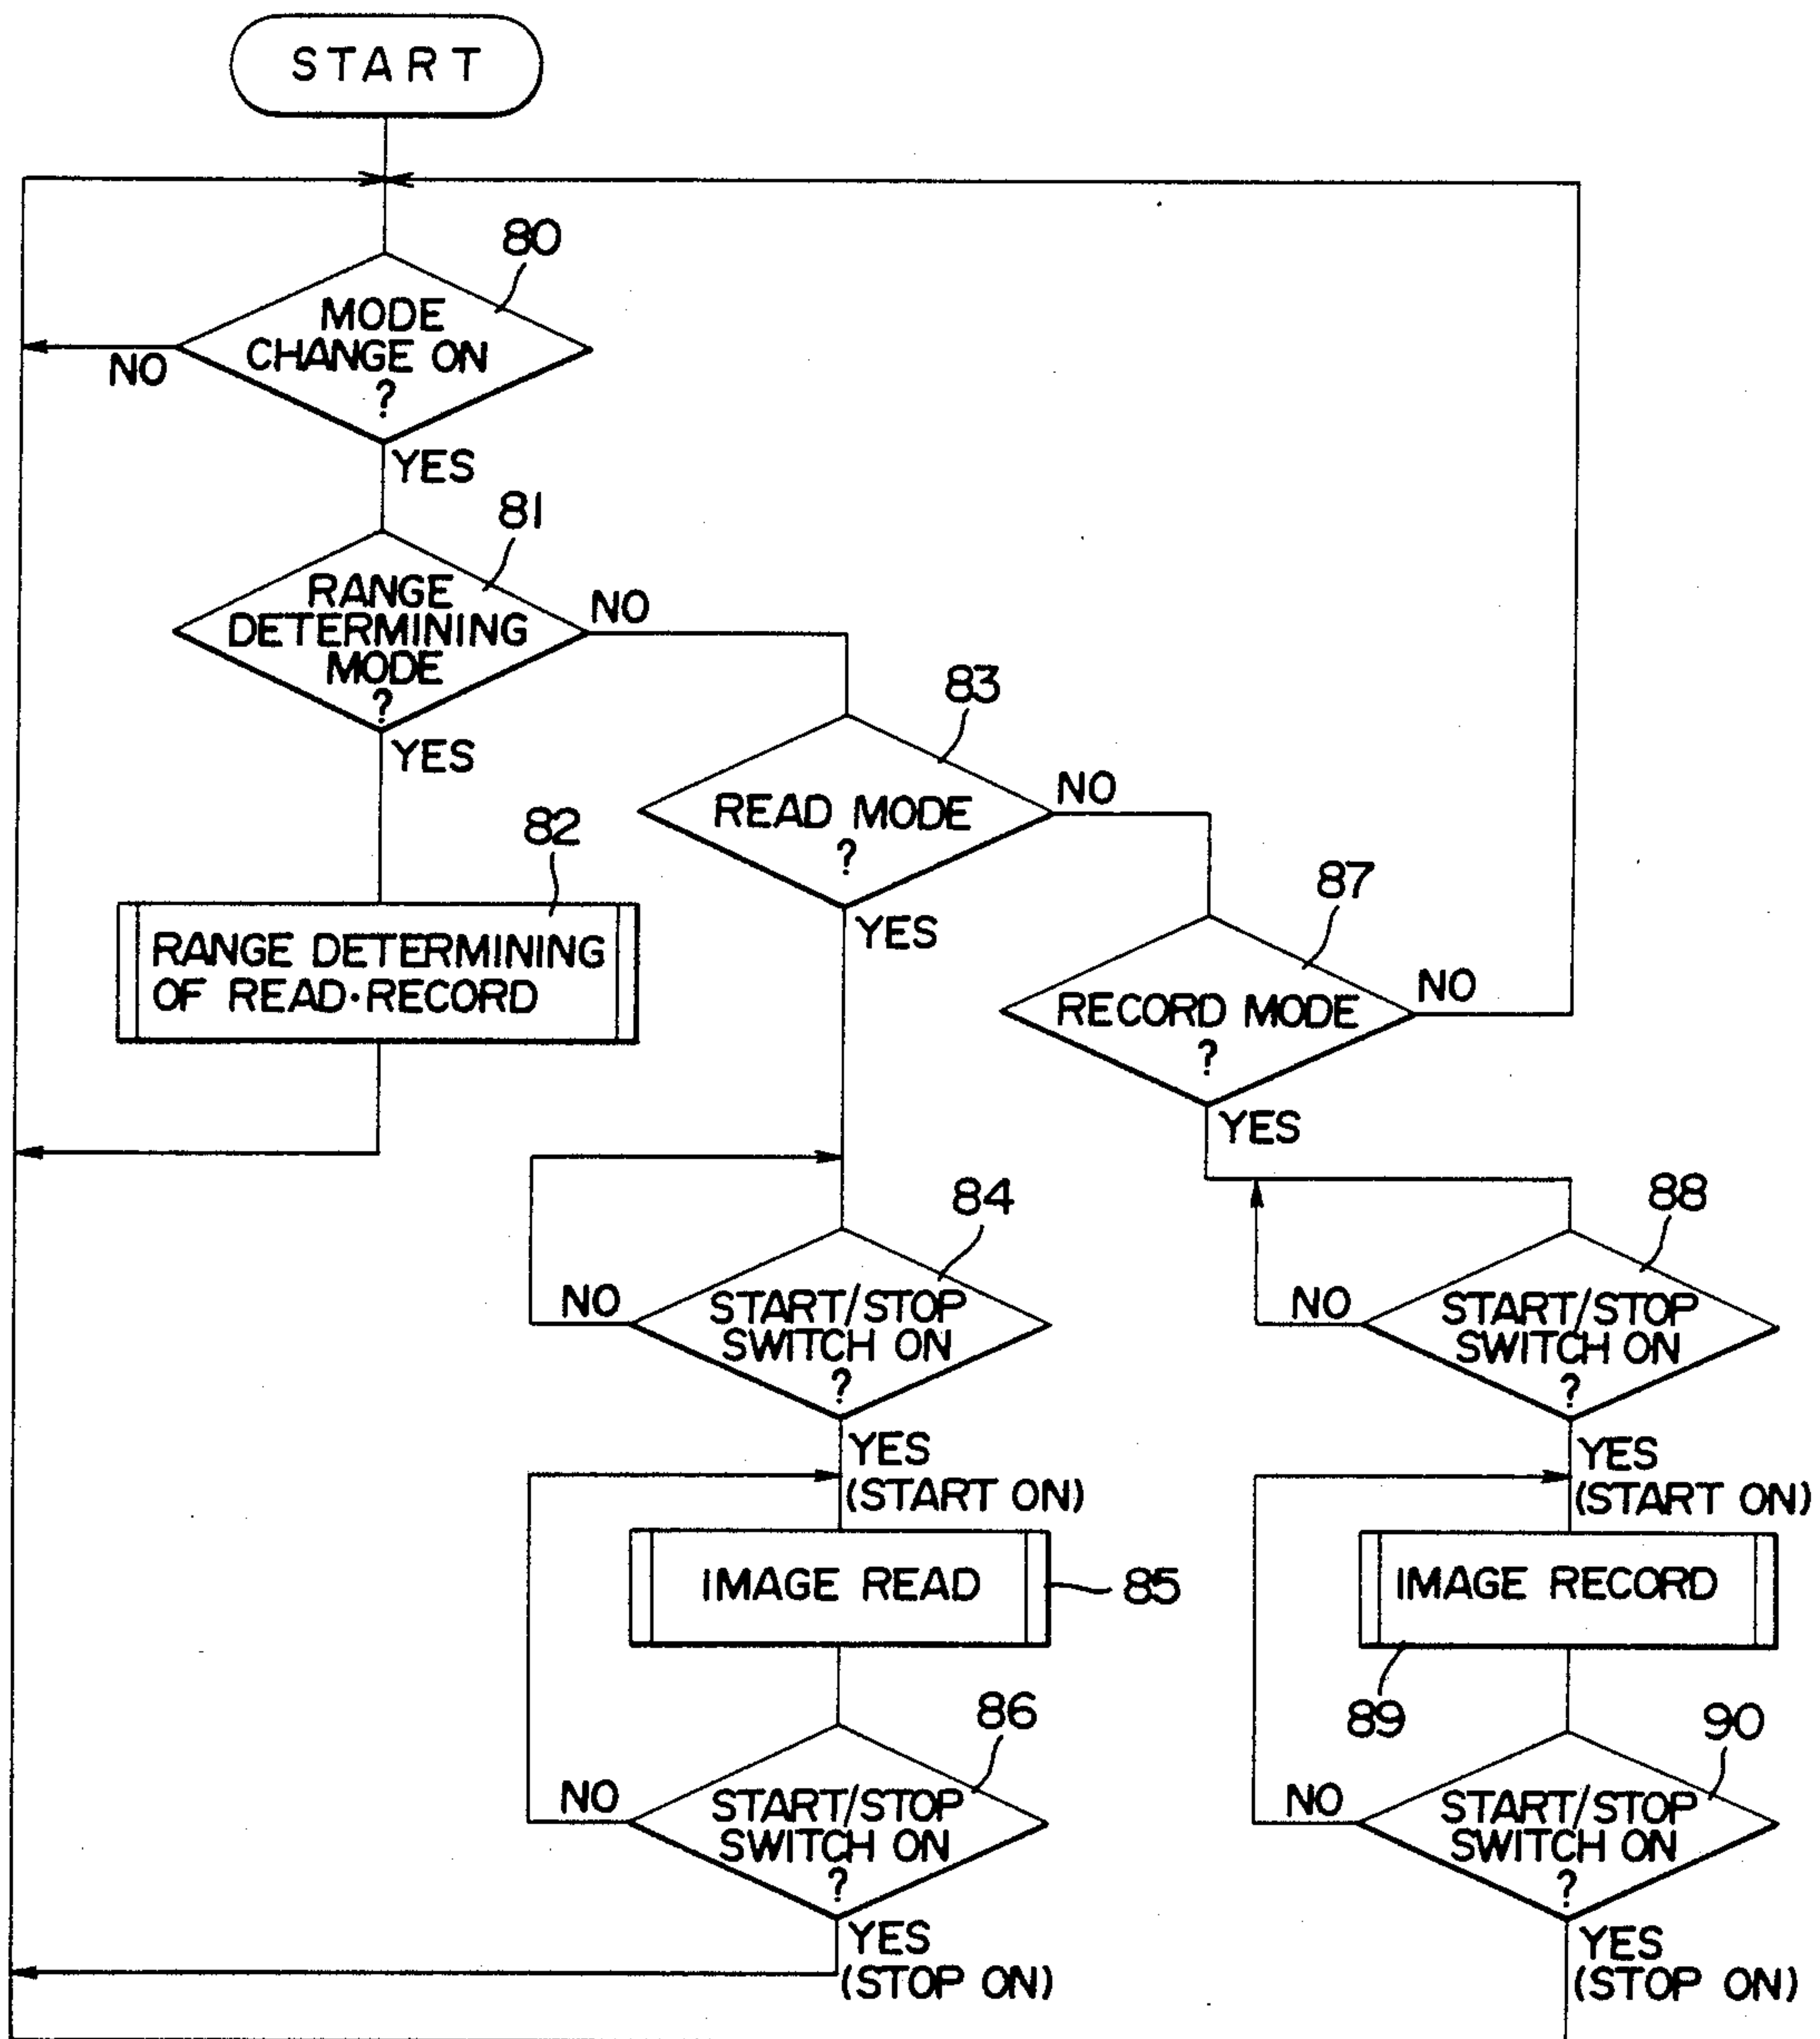 START
80
MODE
CHANGE ON
?
NO
YES
81
RANGE
DETERMINING
MODE
?
NO
YES
83
READ MODE
?
NO
YES
82
RANGE DETERMINING
OF READ·RECORD
87
RECORD MODE
?
NO
YES
84
START/STOP
SWITCH ON
?
NO
YES
(START ON)
88
START/STOP
SWITCH ON
?
NO
YES
(START ON)
IMAGE READ
85
IMAGE RECORD
89
86
START/STOP
SWITCH ON
?
NO
YES
(STOP ON)
90
START/STOP
SWITCH ON
?
NO
YES
(STOP ON)